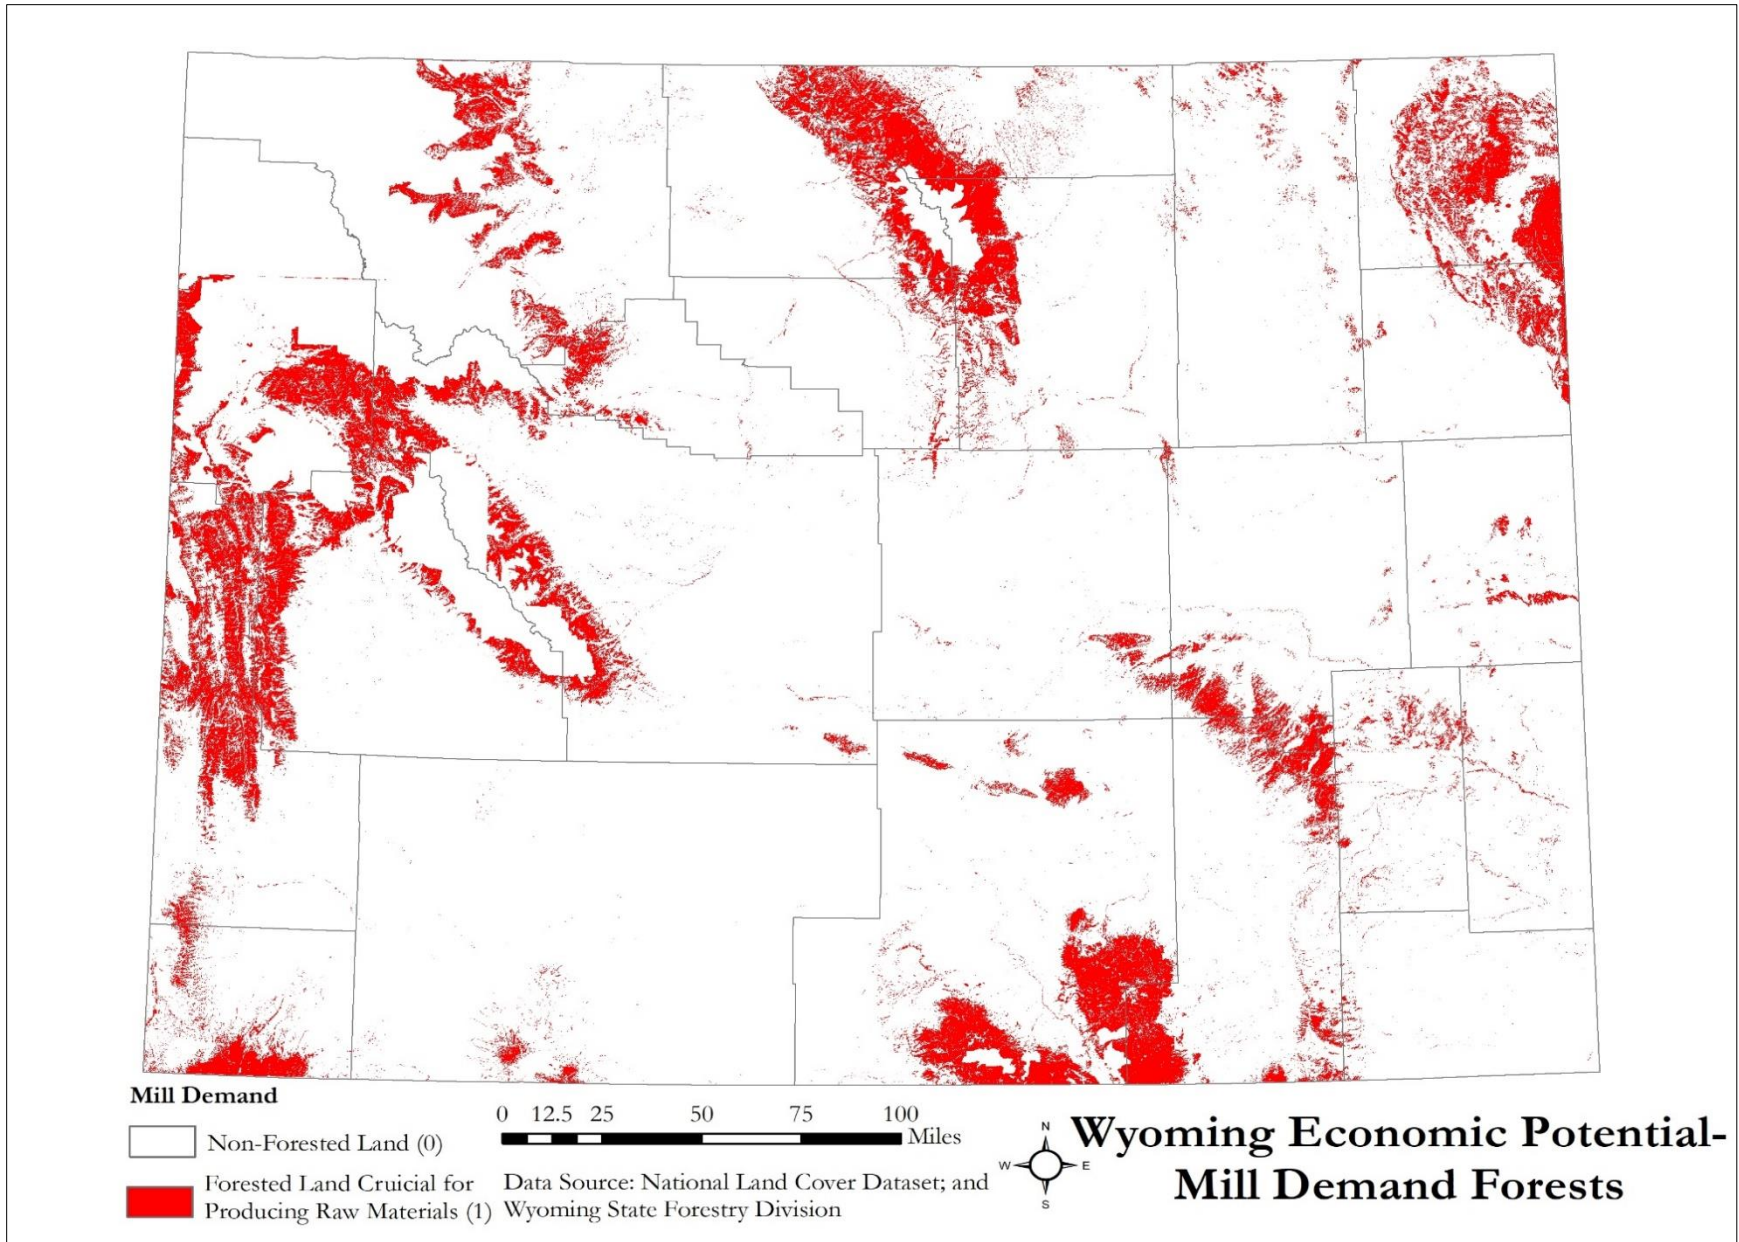 Mill Demand
Non-Forested Land (0)
Forested Land Cruicial for
Producing Raw Materials (1)
0 12.5 25 50 75 100
Miles
Data Source: National Land Cover Dataset; and
Wyoming State Forestry Division
N
W E
S
Wyoming Economic Potential-
Mill Demand Forests